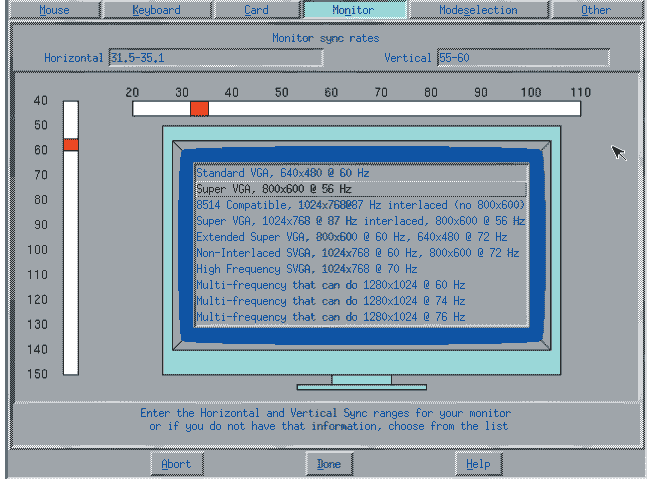 Mouse Keyboard Card Monitor Modeselection Other
Monitor sync rates
Horizontal 31.5-35.1 Vertical 55-60
20 30 40 50 60 70 80 90 100 110
40
50
60
70
80
90
100
110
120
130
140
150
Standard VGA, 640x480 @ 60 Hz
Super VGA, 800x600 @ 56 Hz
8514 Compatible, 1024x768@87 Hz interlaced (no 800x600)
Super VGA, 1024x768 @ 87 Hz interlaced, 800x600 @ 56 Hz
Extended Super VGA, 800x600 @ 60 Hz, 640x480 @ 72 Hz
Non-Interlaced SVGA, 1024x768 @ 60 Hz, 800x600 @ 72 Hz
High Frequency SVGA, 1024x768 @ 70 Hz
Multi-frequency that can do 1280x1024 @ 60 Hz
Multi-frequency that can do 1280x1024 @ 74 Hz
Multi-frequency that can do 1280x1024 @ 76 Hz
Enter the Horizontal and Vertical Sync ranges for your monitor
or if you do not have that information, choose from the list
Abort Done Help